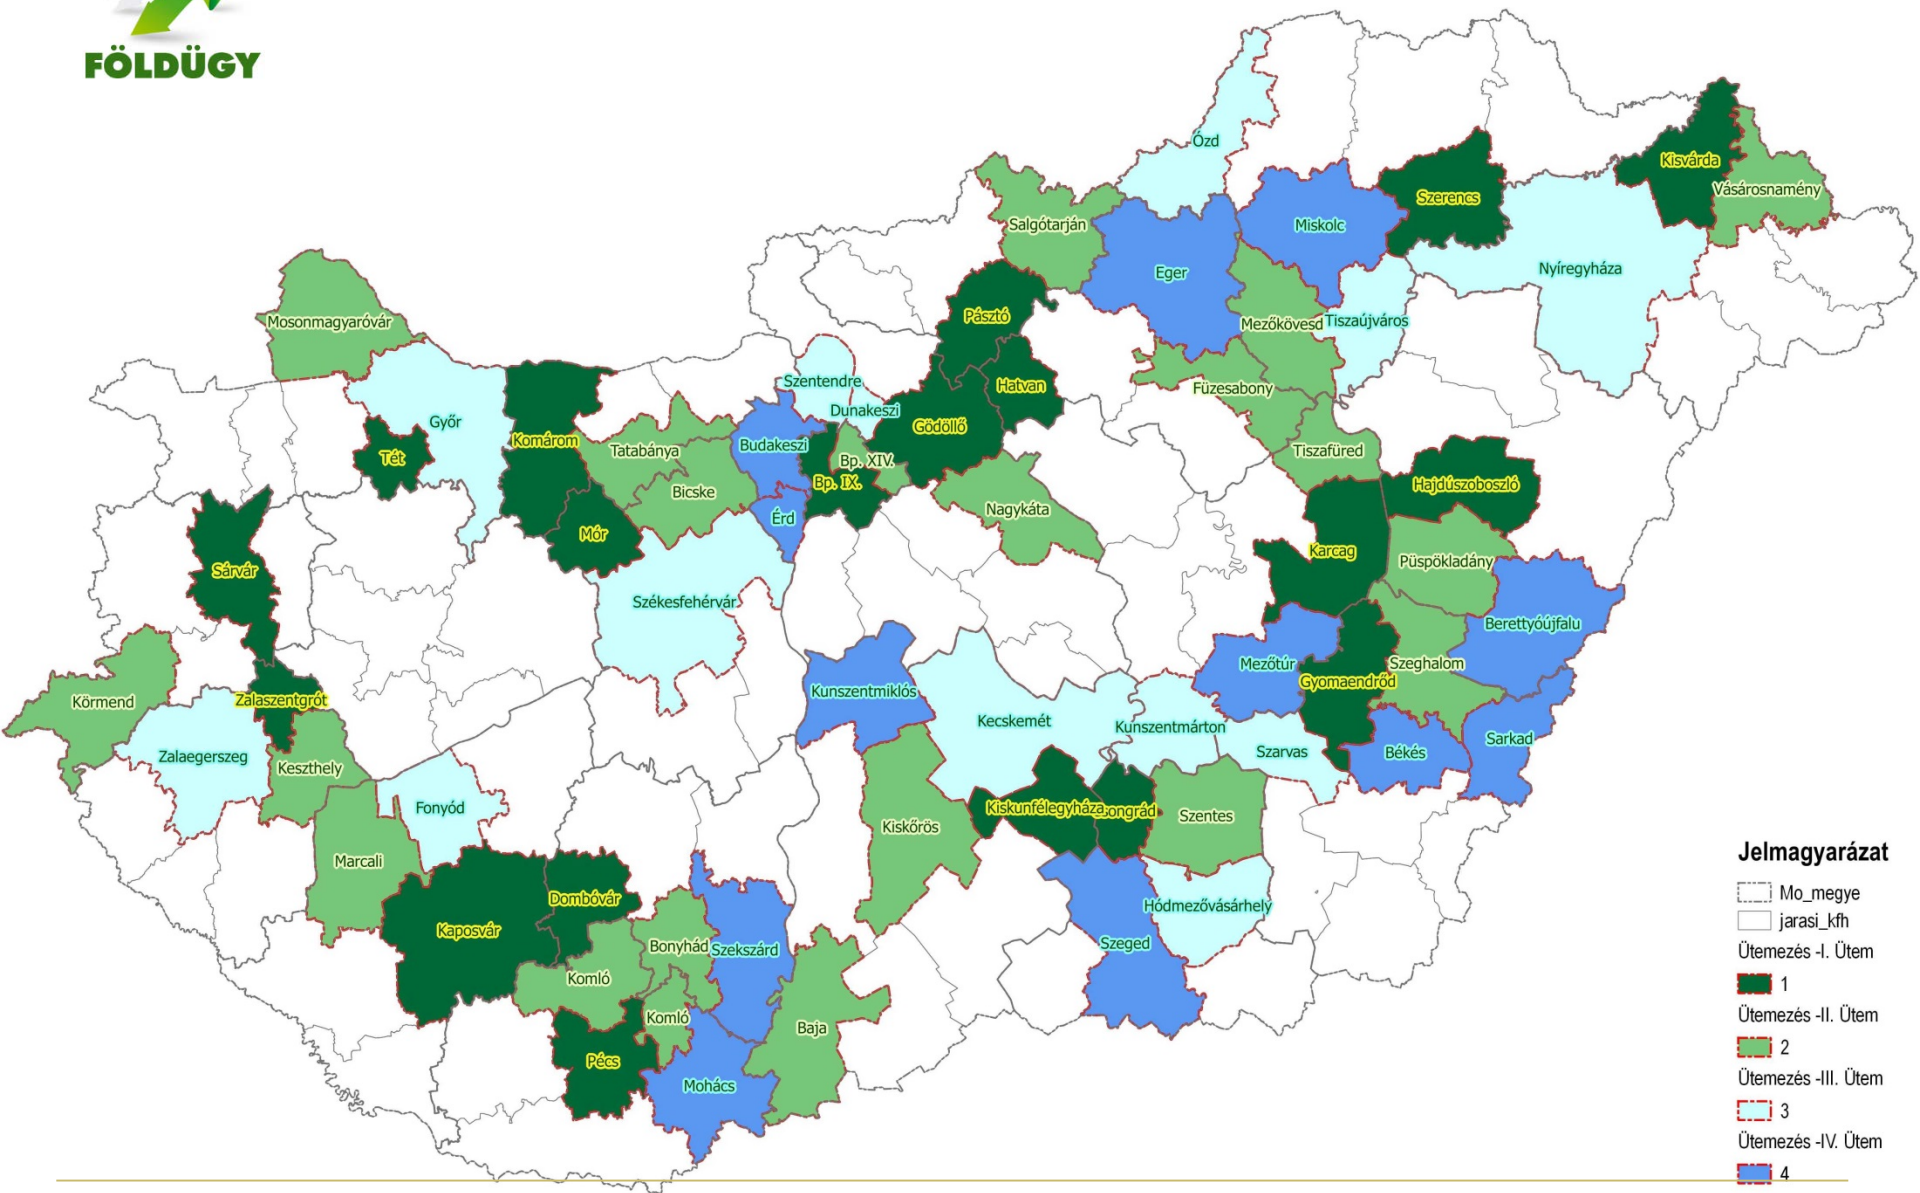 FÖLDÜGY
Ózd
Kisvárda
Vásárosnamény
Szerencs
Salgótarján
Miskolc
Eger
Nyíregyháza
Pásztó
Mosonmagyaróvár
Mezőkövesd
Tiszaújváros
Szentendre
Hatvan
Füzesabony
Dunakeszi
Győr
Gödöllő
Komárom
Budakeszi
Tatabánya
Tiszafüred
Tét
Bp. XIV.
Bp. IX.
Hajdúszoboszló
Bicske
Nagykáta
Érd
Mór
Karcag
Püspökladány
Sárvár
Székesfehérvár
Berettyóújfalu
Mezőtúr
Szeghalom
Gyomaendrőd
Kunszentmiklós
Zalaszentgrót
Körmend
Kecskemét
Kunszentmárton
Sarkad
Szarvas
Békés
Zalaegerszeg
Keszthely
Fonyód
Kiskunfélegyháza
songrád
Szentes
Kiskőrös
Marcali
Dombóvár
Hódmezővásárhely
Kaposvár
Bonyhád
Szekszárd
Szeged
Komló
Komló
Baja
Pécs
Mohács
Jelmagyarázat
Mo_megye
jarasi_kfh
Ütemezés -I. Ütem
1
Ütemezés -II. Ütem
2
Ütemezés -III. Ütem
3
Ütemezés -IV. Ütem
4